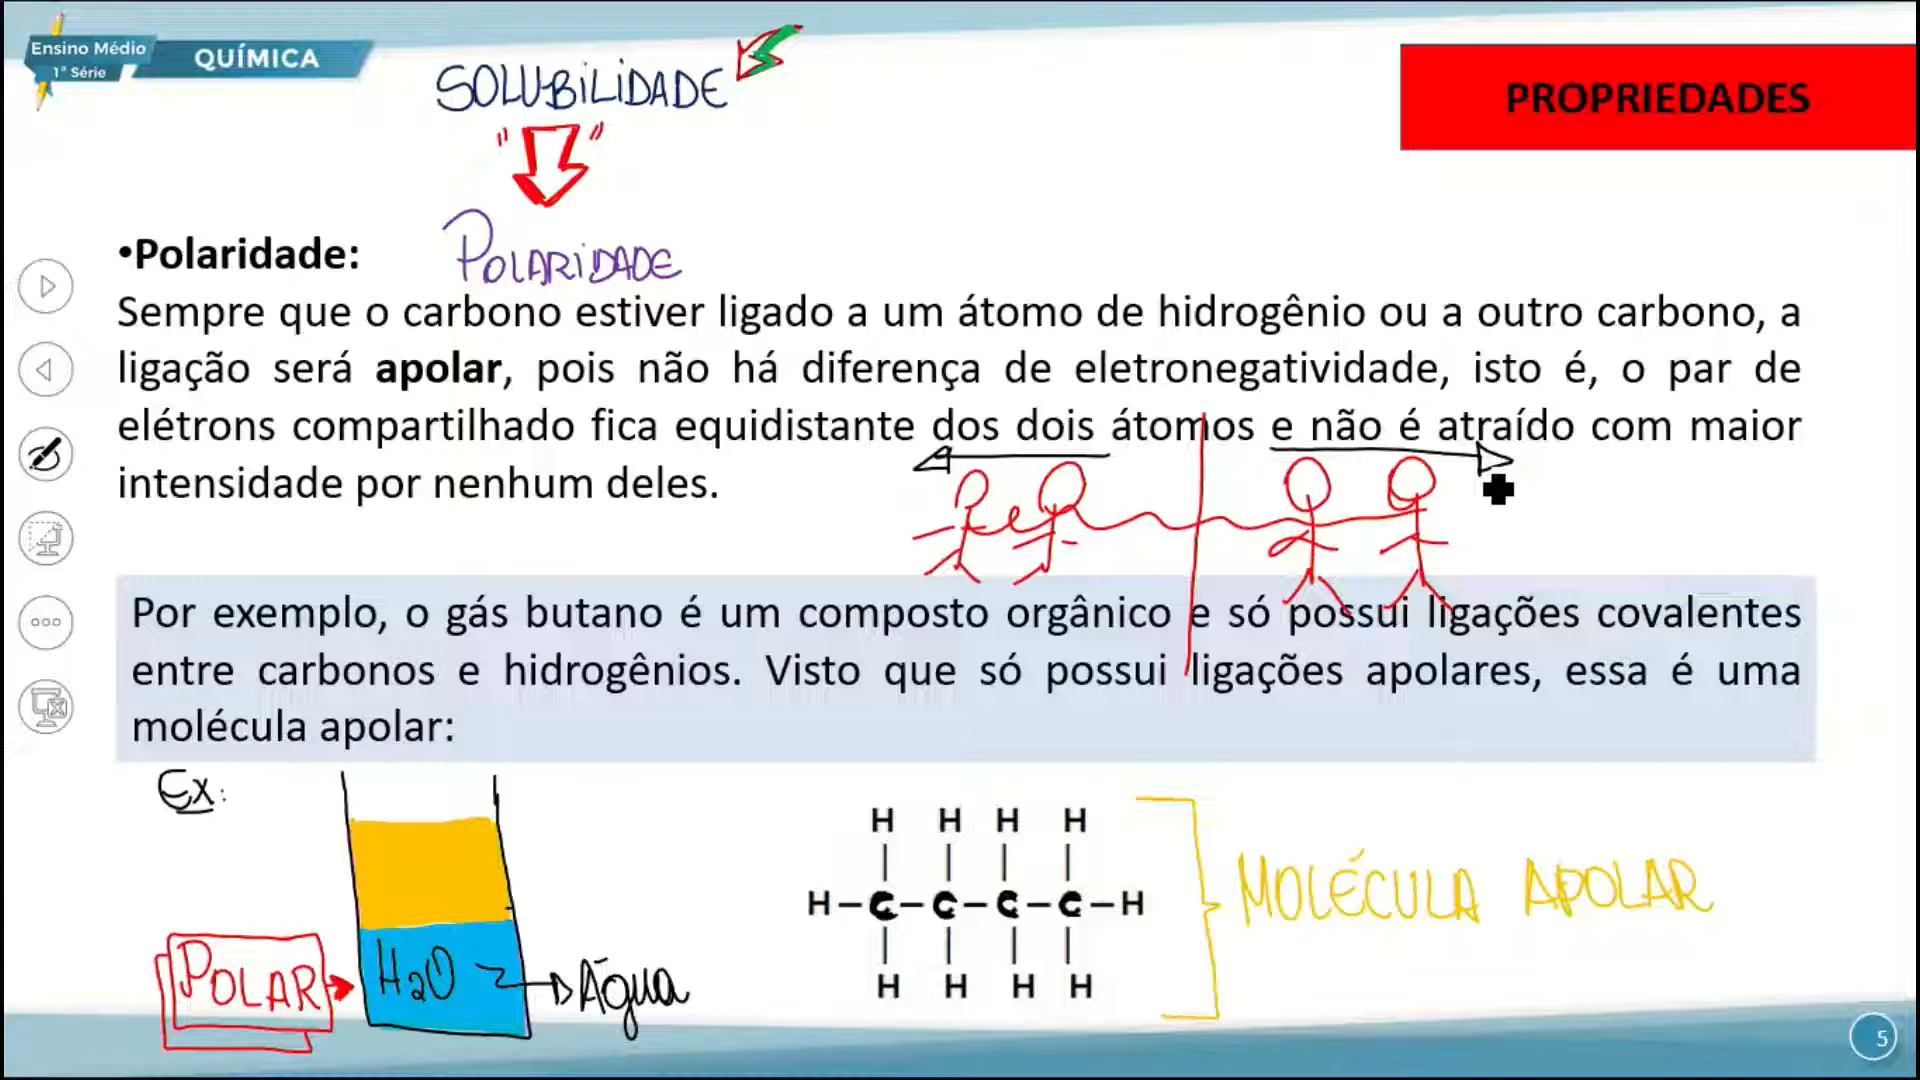 Ensino Médio
1ª Série
QUÍMICA
SOLUBILIDADE
PROPRIEDADES
" "
POLARIDADE
•Polaridade:
Sempre que o carbono estiver ligado a um átomo de hidrogênio ou a outro carbono, a
ligação será apolar, pois não há diferença de eletronegatividade, isto é, o par de
elétrons compartilhado fica equidistante dos dois átomos e não é atraído com maior
intensidade por nenhum deles.
Por exemplo, o gás butano é um composto orgânico e só possui ligações covalentes
entre carbonos e hidrogênios. Visto que só possui ligações apolares, essa é uma
molécula apolar:
Ex:
H H H H
H-C-C-C-C-H
H H H H
MOLÉCULA APOLAR
POLAR
H₂O
Água
5